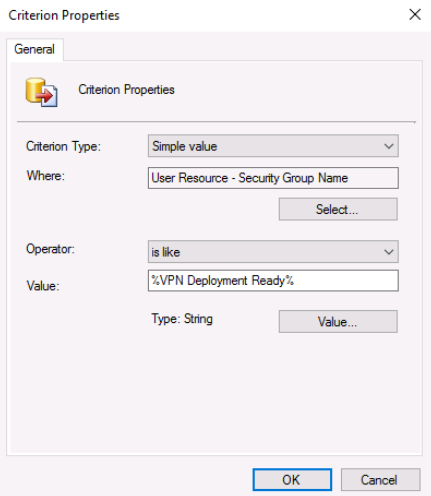 Criterion Properties
General
Criterion Properties
Criterion Type: Simple value
Where: User Resource - Security Group Name
Select...
Operator: is like
Value: %VPN Deployment Ready%
Type: String Value...
OK Cancel